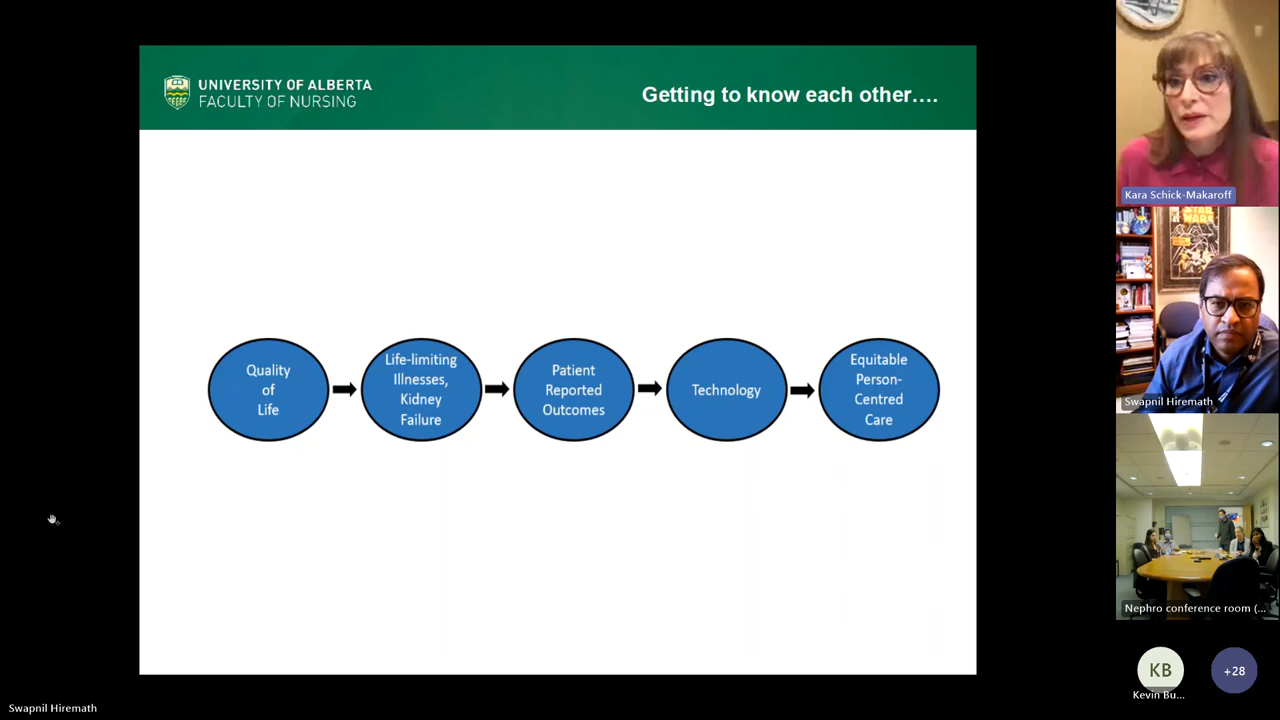 UNIVERSITY OF ALBERTA
FACULTY OF NURSING
Getting to know each other….
Quality
of
Life
Life-limiting
Illnesses,
Kidney
Failure
Patient
Reported
Outcomes
Technology
Equitable
Person-
Centred
Care
Kara Schick-Makaroff
STAR
WARS
Swapnil Hiremath
Nephro conference room (...
KB
Kevin Bu...
+28
Swapnil Hiremath